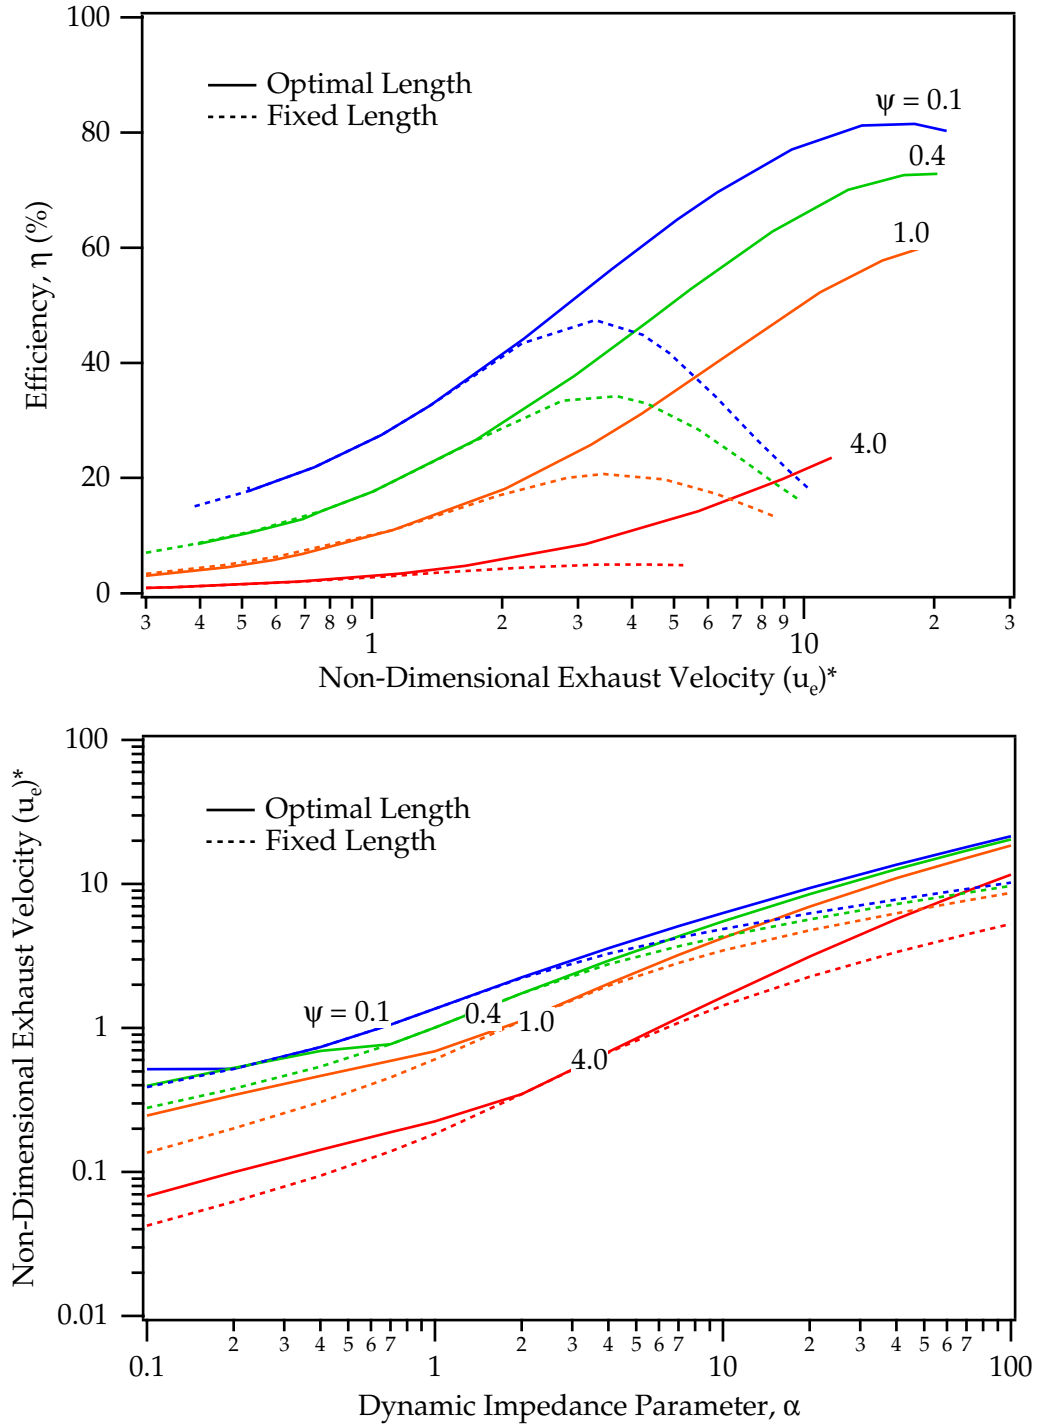 100
80
60
40
20
0
Efficiency, η (%)
Optimal Length
Fixed Length
ψ = 0.1
0.4
1.0
4.0
3 4 5 6 7 8 9 2 3 4 5 6 7 8 9 2 3
1 10
Non-Dimensional Exhaust Velocity (uₑ)*
100
10
1
0.1
0.01
Non-Dimensional Exhaust Velocity (uₑ)*
Optimal Length
Fixed Length
ψ = 0.1
0.4
1.0
4.0
2 3 4 5 6 7 2 3 4 5 6 7 2 3 4 5 6 7
0.1 1 10 100
Dynamic Impedance Parameter, α